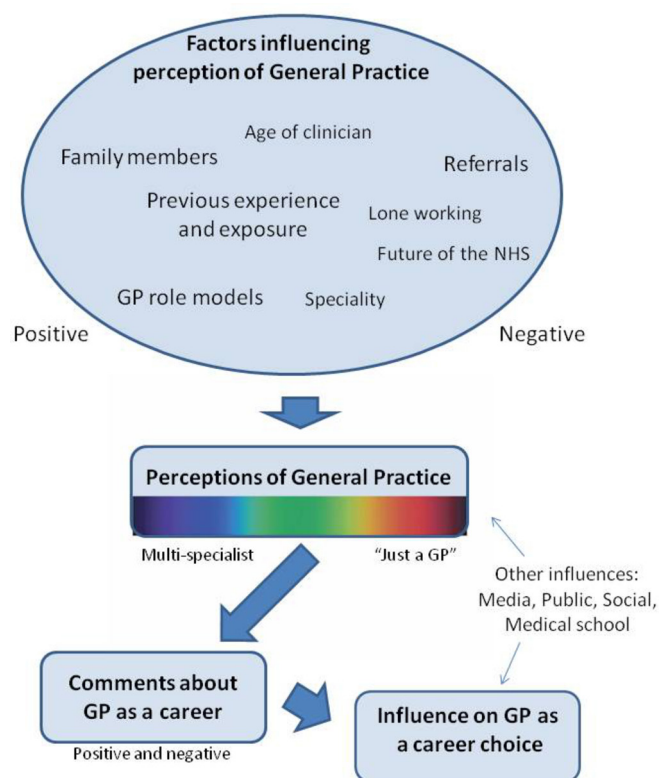 Factors influencing
perception of General Practice
Age of clinician
Family members
Referrals
Previous experience
and exposure
Lone working
Future of the NHS
GP role models
Speciality
Positive
Negative
Perceptions of General Practice
Multi-specialist
“Just a GP”
Other influences:
Media, Public, Social,
Medical school
Comments about
GP as a career
Positive and negative
Influence on GP as
a career choice